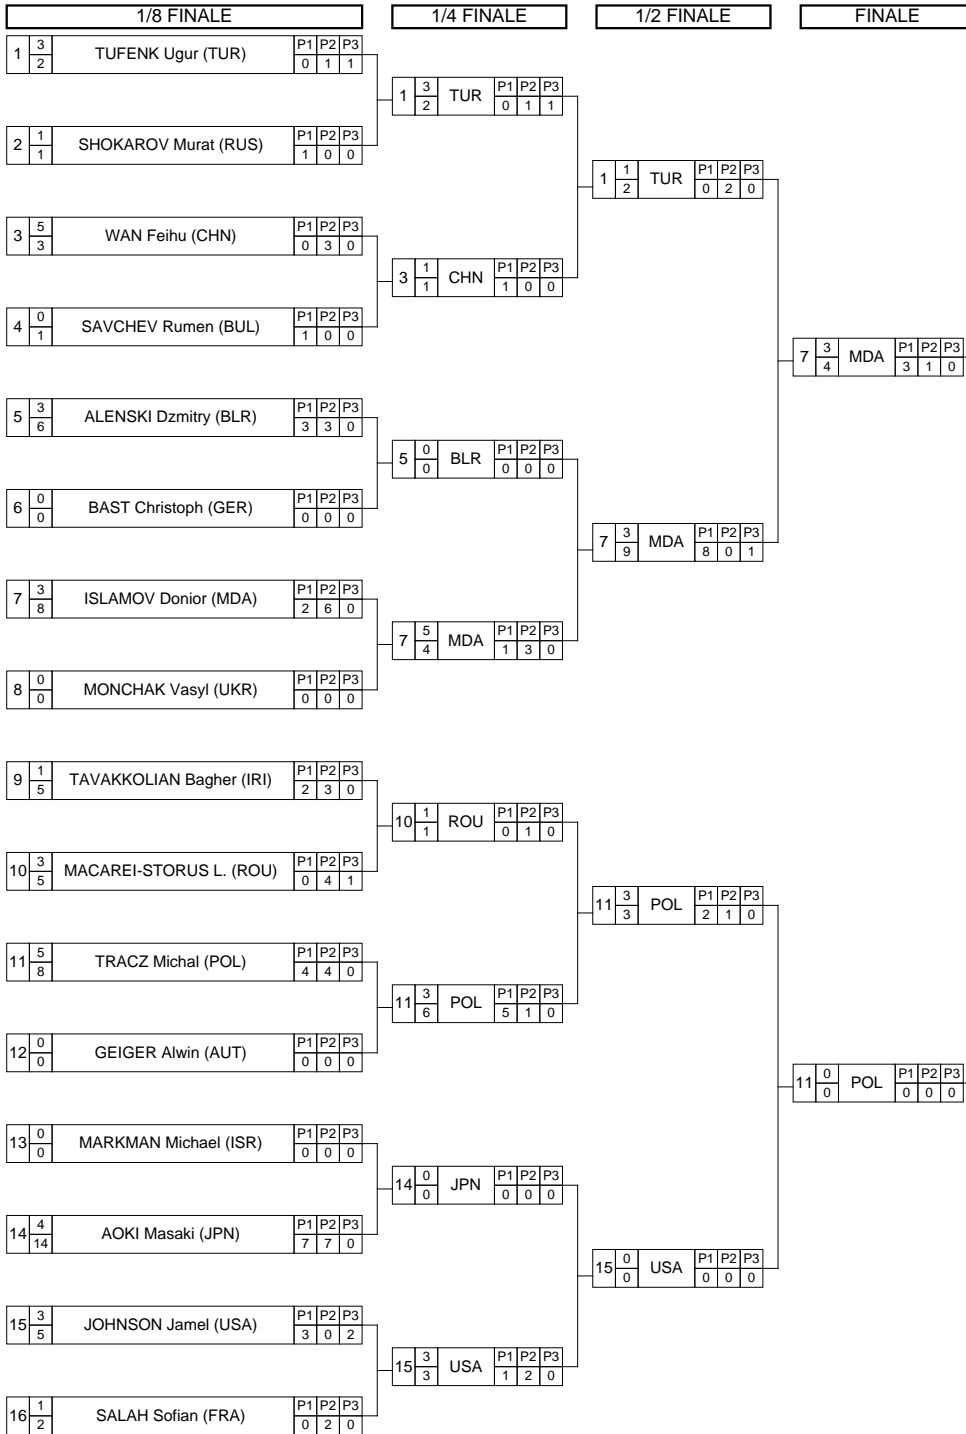 1/8 FINALE 1/4 FINALE 1/2 FINALE FINALE
1 3 TUFENK Ugur (TUR) P1 P2 P3
2 0 1 1
1 3 TUR P1 P2 P3
2 0 1 1
2 1 SHOKAROV Murat (RUS) P1 P2 P3
1 1 0 0
1 1 TUR P1 P2 P3
2 0 2 0
3 5 WAN Feihu (CHN) P1 P2 P3
3 0 3 0
3 1 CHN P1 P2 P3
1 1 0 0
4 0 SAVCHEV Rumen (BUL) P1 P2 P3
1 1 0 0
7 3 MDA P1 P2 P3
4 3 1 0
5 3 ALENSKI Dzmitry (BLR) P1 P2 P3
6 3 3 0
5 0 BLR P1 P2 P3
0 0 0 0
6 0 BAST Christoph (GER) P1 P2 P3
0 0 0 0
7 3 MDA P1 P2 P3
9 8 0 1
7 3 ISLAMOV Donior (MDA) P1 P2 P3
8 2 6 0
7 5 MDA P1 P2 P3
4 1 3 0
8 0 MONCHAK Vasyl (UKR) P1 P2 P3
0 0 0 0
9 1 TAVAKKOLIAN Bagher (IRI) P1 P2 P3
5 2 3 0
10 1 ROU P1 P2 P3
1 0 1 0
10 3 MACAREI-STORUS L. (ROU) P1 P2 P3
5 0 4 1
11 3 POL P1 P2 P3
3 2 1 0
11 5 TRACZ Michal (POL) P1 P2 P3
8 4 4 0
11 3 POL P1 P2 P3
6 5 1 0
12 0 GEIGER Alwin (AUT) P1 P2 P3
0 0 0 0
11 0 POL P1 P2 P3
0 0 0 0
13 0 MARKMAN Michael (ISR) P1 P2 P3
0 0 0 0
14 0 JPN P1 P2 P3
0 0 0 0
14 4 AOKI Masaki (JPN) P1 P2 P3
14 7 7 0
15 0 USA P1 P2 P3
0 0 0 0
15 3 JOHNSON Jamel (USA) P1 P2 P3
5 3 0 2
15 3 USA P1 P2 P3
3 1 2 0
16 1 SALAH Sofian (FRA) P1 P2 P3
2 0 2 0